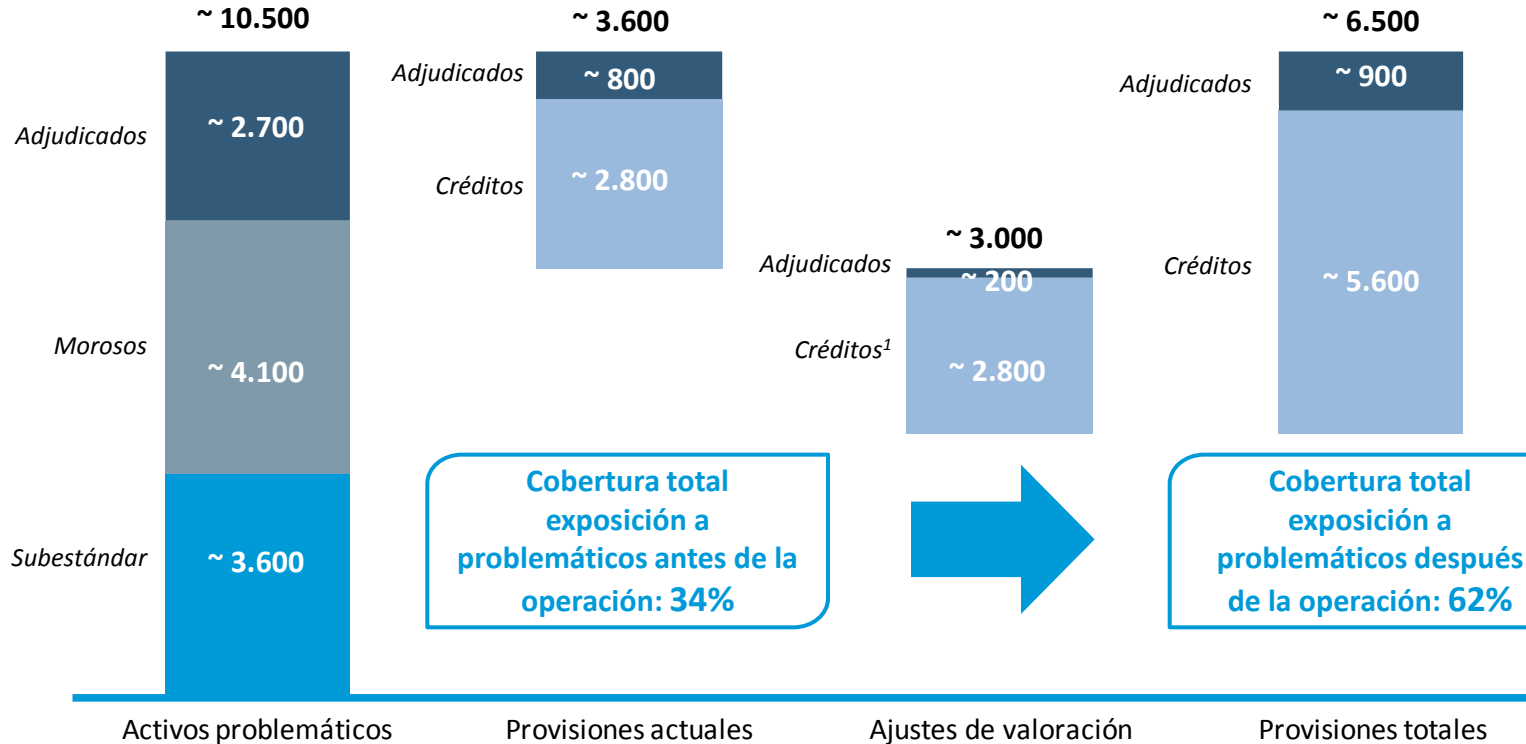 ~ 10.500
Adjudicados
~ 2.700
Morosos
~ 4.100
Subestándar
~ 3.600
Activos problemáticos
~ 3.600
Adjudicados
~ 800
Créditos
~ 2.800
Cobertura total
exposición a
problemáticos antes de la
operación: 34%
Provisiones actuales
~ 3.000
Adjudicados
~ 200
Créditos¹
~ 2.800
Ajustes de valoración
~ 6.500
Adjudicados
~ 900
Créditos
~ 5.600
Cobertura total
exposición a
problemáticos después
de la operación: 62%
Provisiones totales